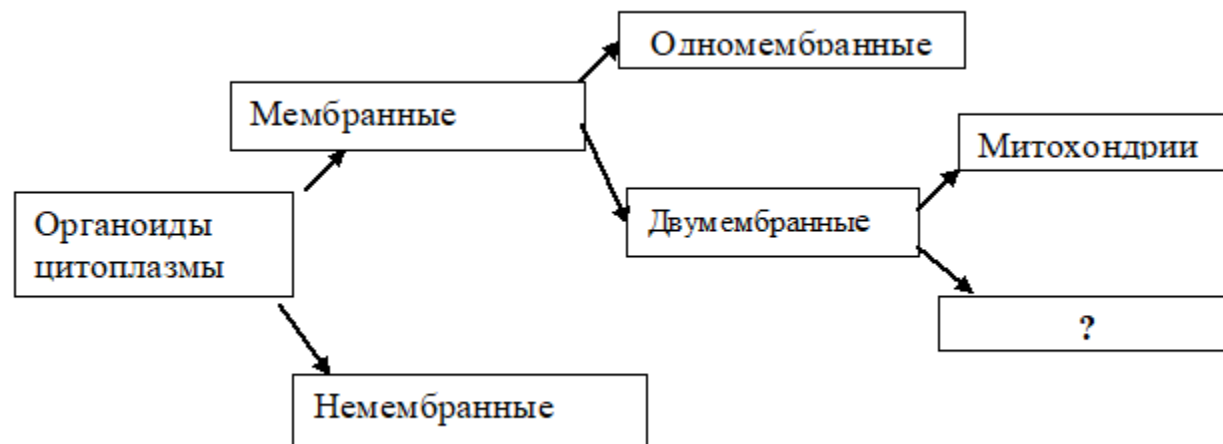 Одномембранные
Мембранные
Митохондрии
Органоиды
цитоплазмы
Двумембранные
?
Немембранные